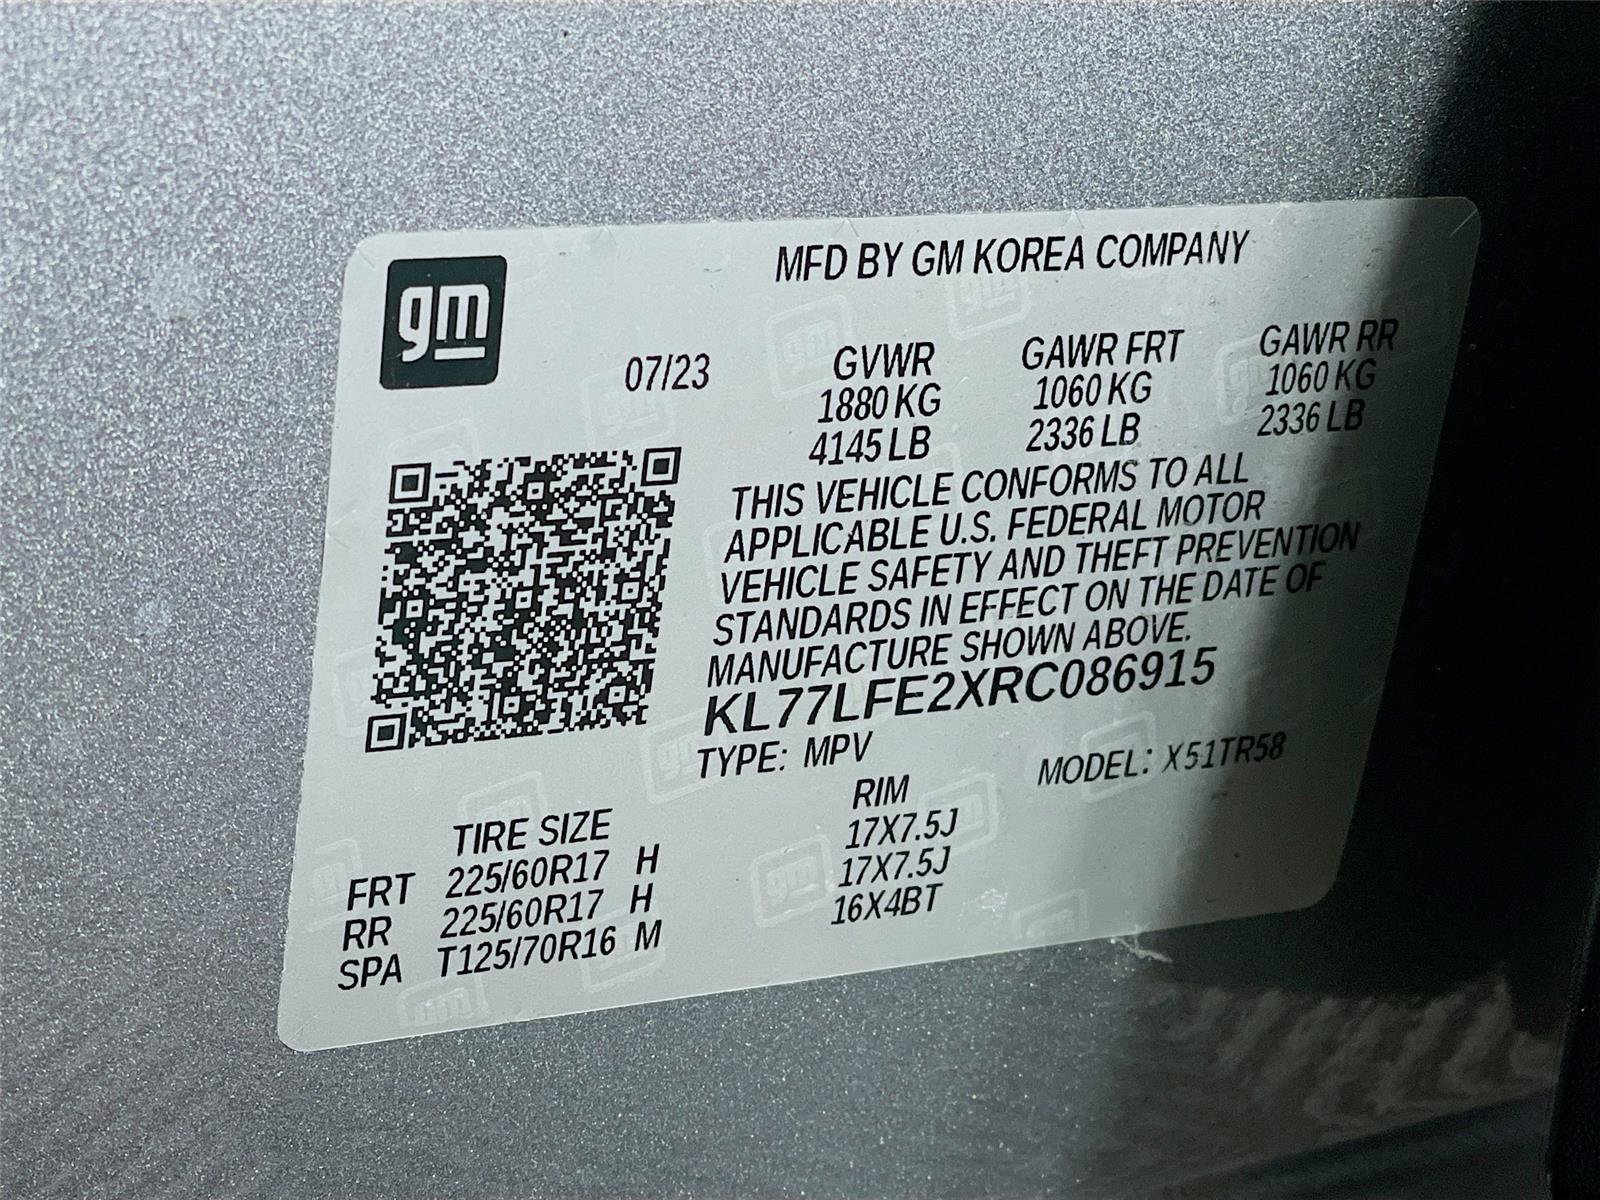 gm
MFD BY GM KOREA COMPANY
07/23
GVWR GAWR FRT GAWR RR
1880 KG 1060 KG 1060 KG
4145 LB 2336 LB 2336 LB
THIS VEHICLE CONFORMS TO ALL
APPLICABLE U.S. FEDERAL MOTOR
VEHICLE SAFETY AND THEFT PREVENTION
STANDARDS IN EFFECT ON THE DATE OF
MANUFACTURE SHOWN ABOVE.
KL77LFE2XRC086915
TYPE: MPV MODEL: X51TR58
TIRE SIZE RIM
FRT 225/60R17 H 17X7.5J
RR 225/60R17 H 17X7.5J
SPA T125/70R16 M 16X4BT